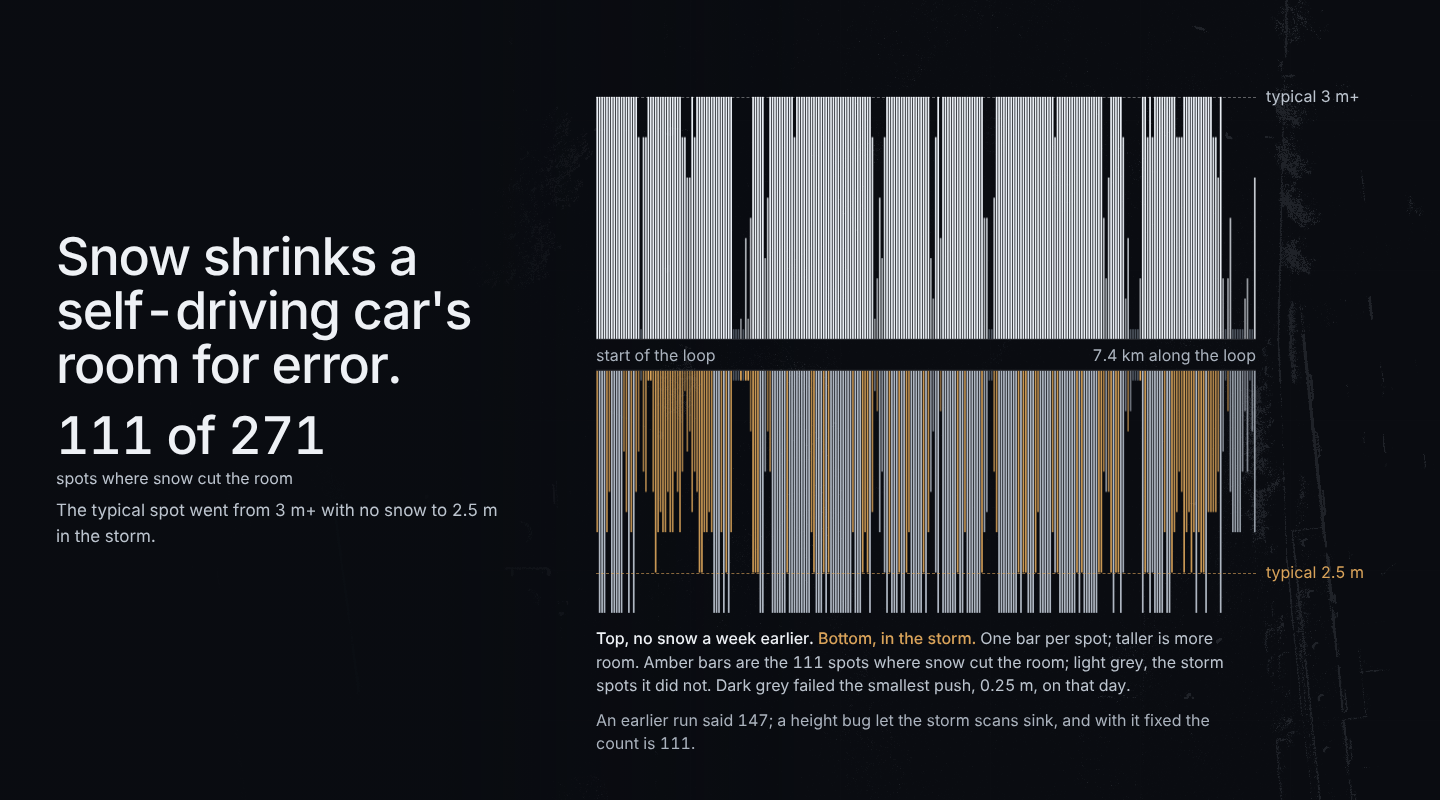 Snow shrinks a
self-driving car's
room for error.
111 of 271
spots where snow cut the room
The typical spot went from 3 m+ with no snow to 2.5 m
in the storm.
typical 3 m+
start of the loop
7.4 km along the loop
typical 2.5 m
Top, no snow a week earlier. Bottom, in the storm. One bar per spot; taller is more
room. Amber bars are the 111 spots where snow cut the room; light grey, the storm
spots it did not. Dark grey failed the smallest push, 0.25 m, on that day.
An earlier run said 147; a height bug let the storm scans sink, and with it fixed the
count is 111.